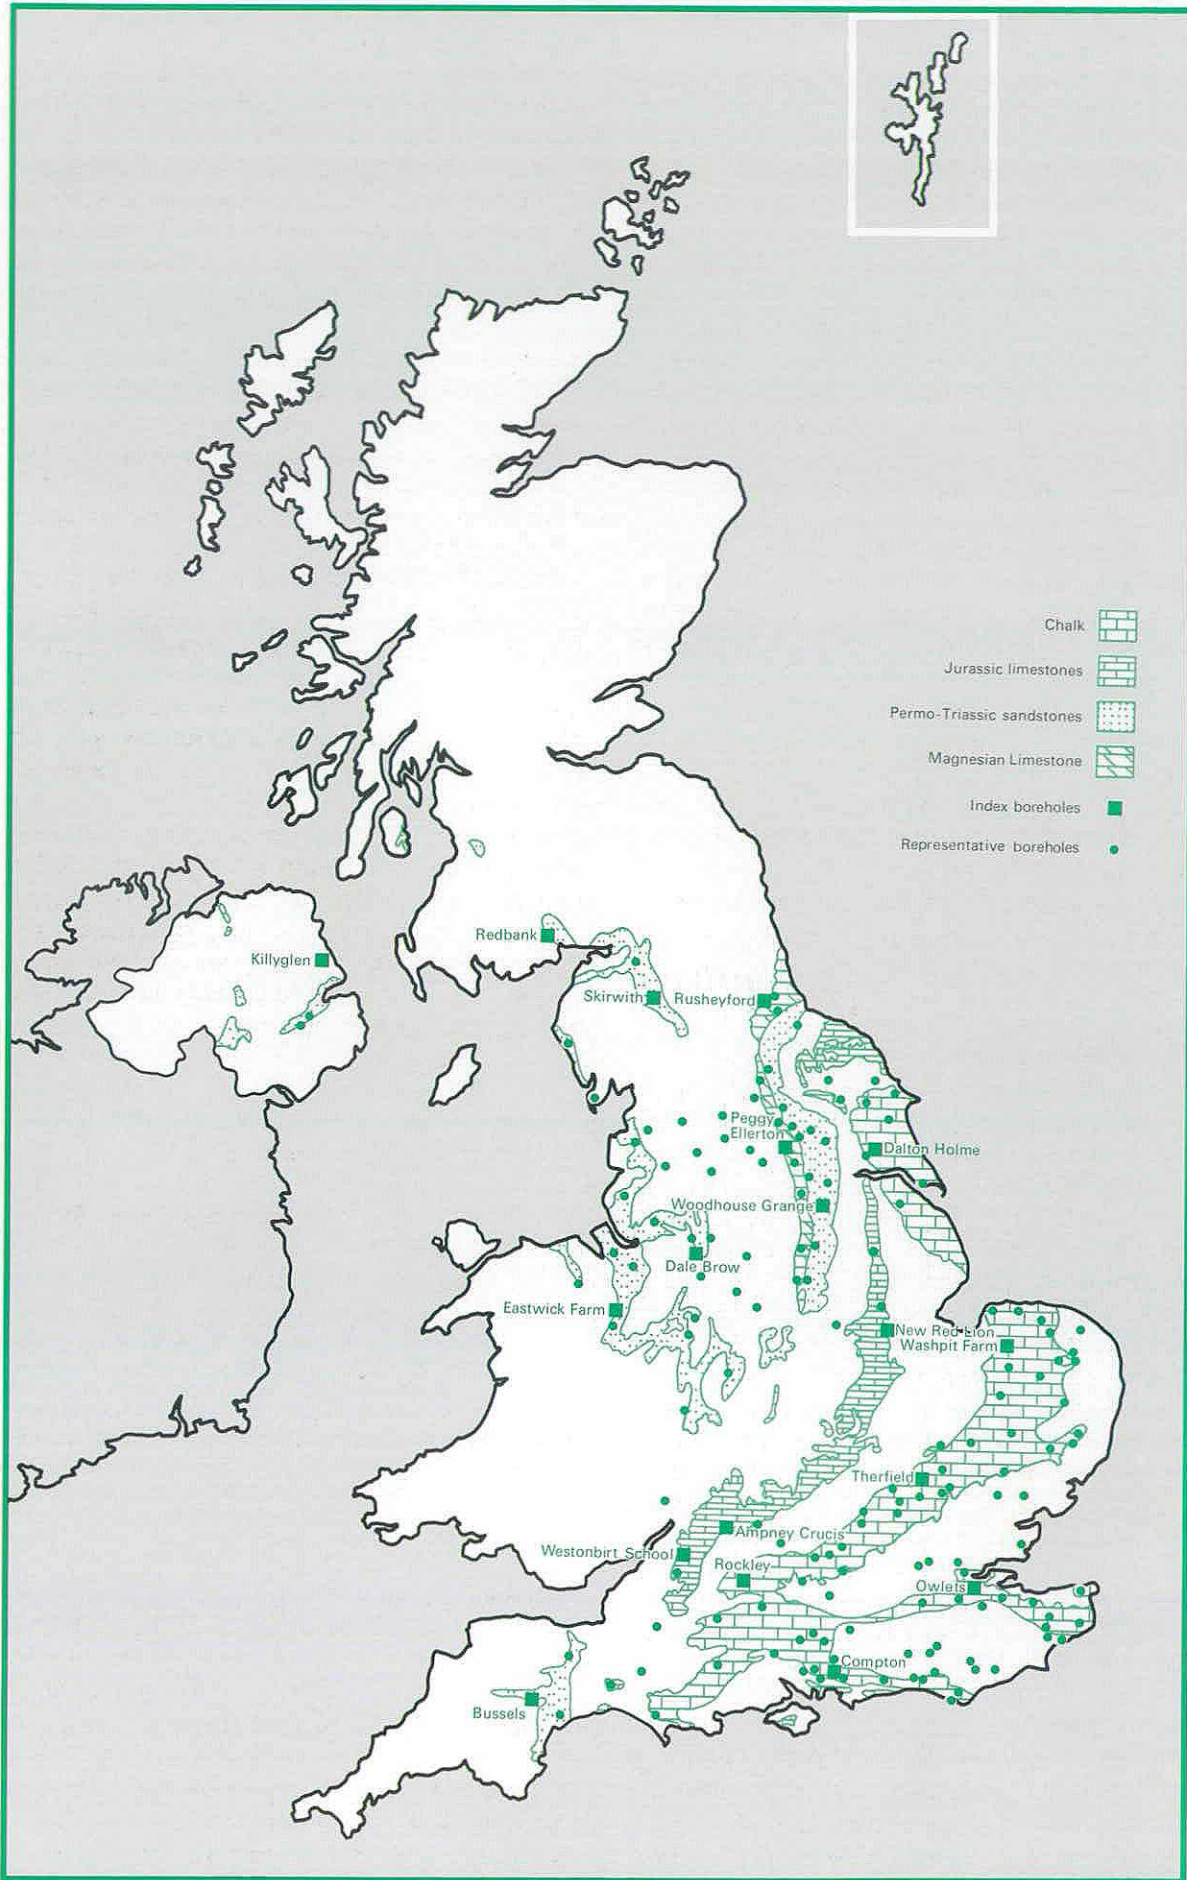 Chalk
Jurassic limestones
Permo-Triassic sandstones
Magnesian Limestone
Index boreholes
Representative boreholes
Redbank
Killyglen
Skirwith
Rusheyford
Peggy
Ellerton
Dalton Holme
Woodhouse Grange
Dale Brow
Eastwick Farm
New Red Lion
Washpit Farm
Therfield
Ampney Crucis
Westonbirt School
Rockley
Owlets
Compton
Bussels